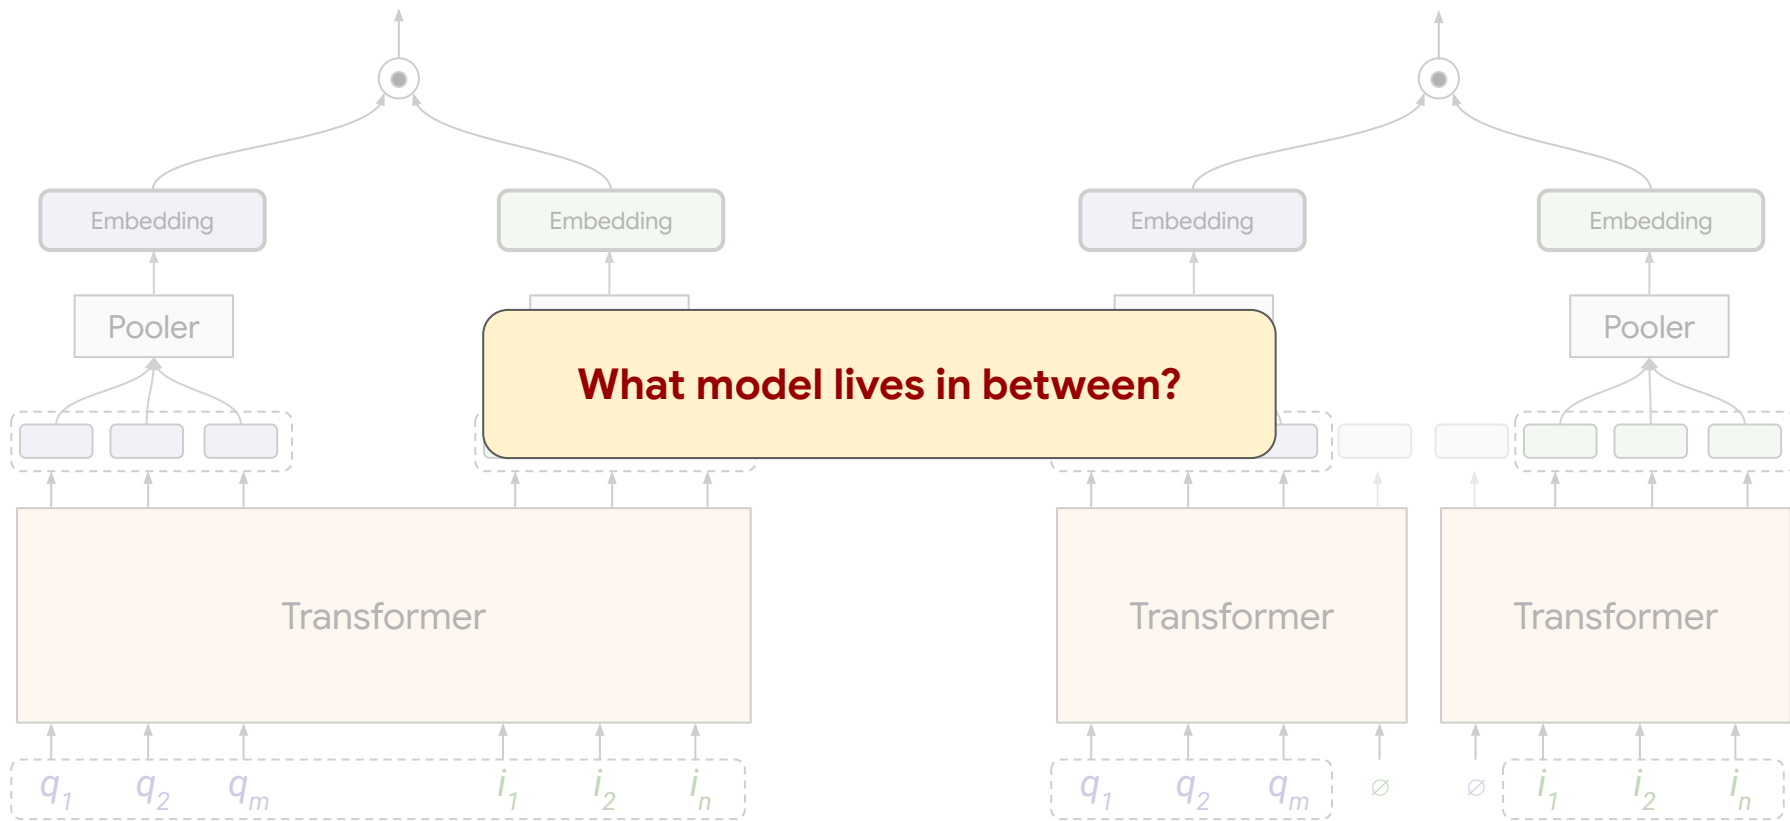 Embedding Embedding Embedding Embedding
Pooler Pooler
What model lives in between?
Transformer Transformer Transformer
q1 q2 qm i1 i2 in q1 q2 qm ∅ ∅ i1 i2 in